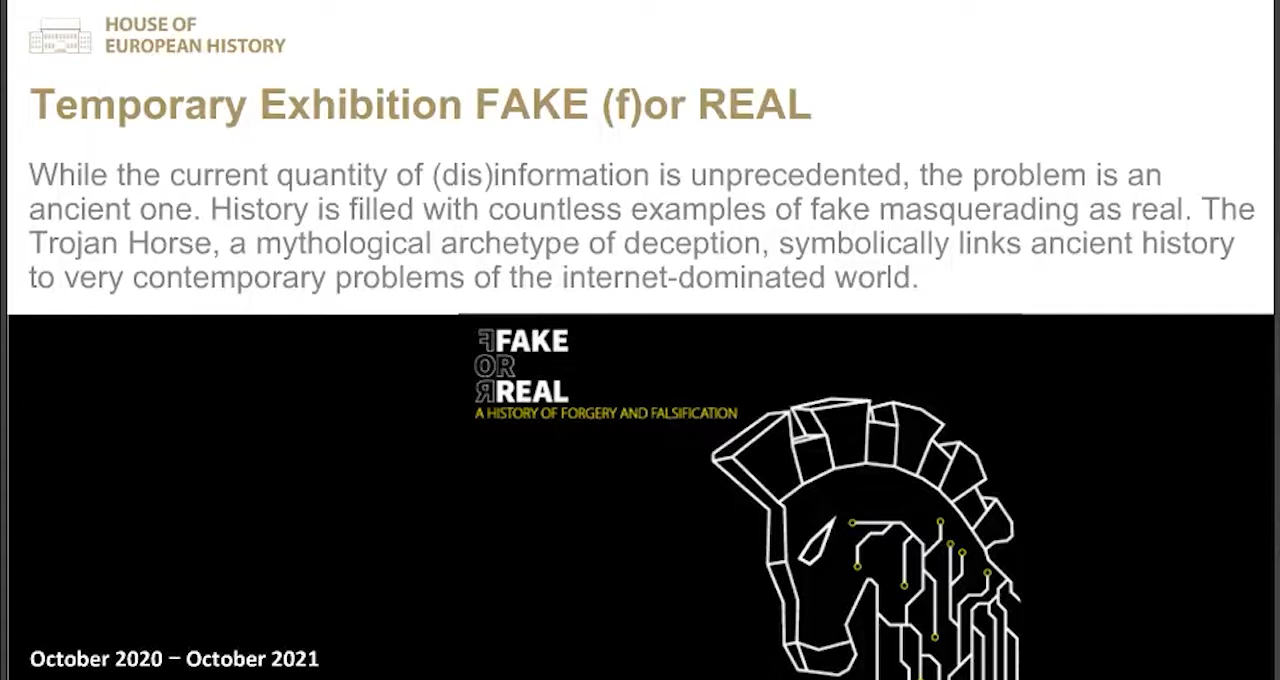 HOUSE OF
EUROPEAN HISTORY
Temporary Exhibition FAKE (f)or REAL
While the current quantity of (dis)information is unprecedented, the problem is an
ancient one. History is filled with countless examples of fake masquerading as real. The
Trojan Horse, a mythological archetype of deception, symbolically links ancient history
to very contemporary problems of the internet-dominated world.
FFAKE
OR
RREAL
A HISTORY OF FORGERY AND FALSIFICATION
October 2020 – October 2021